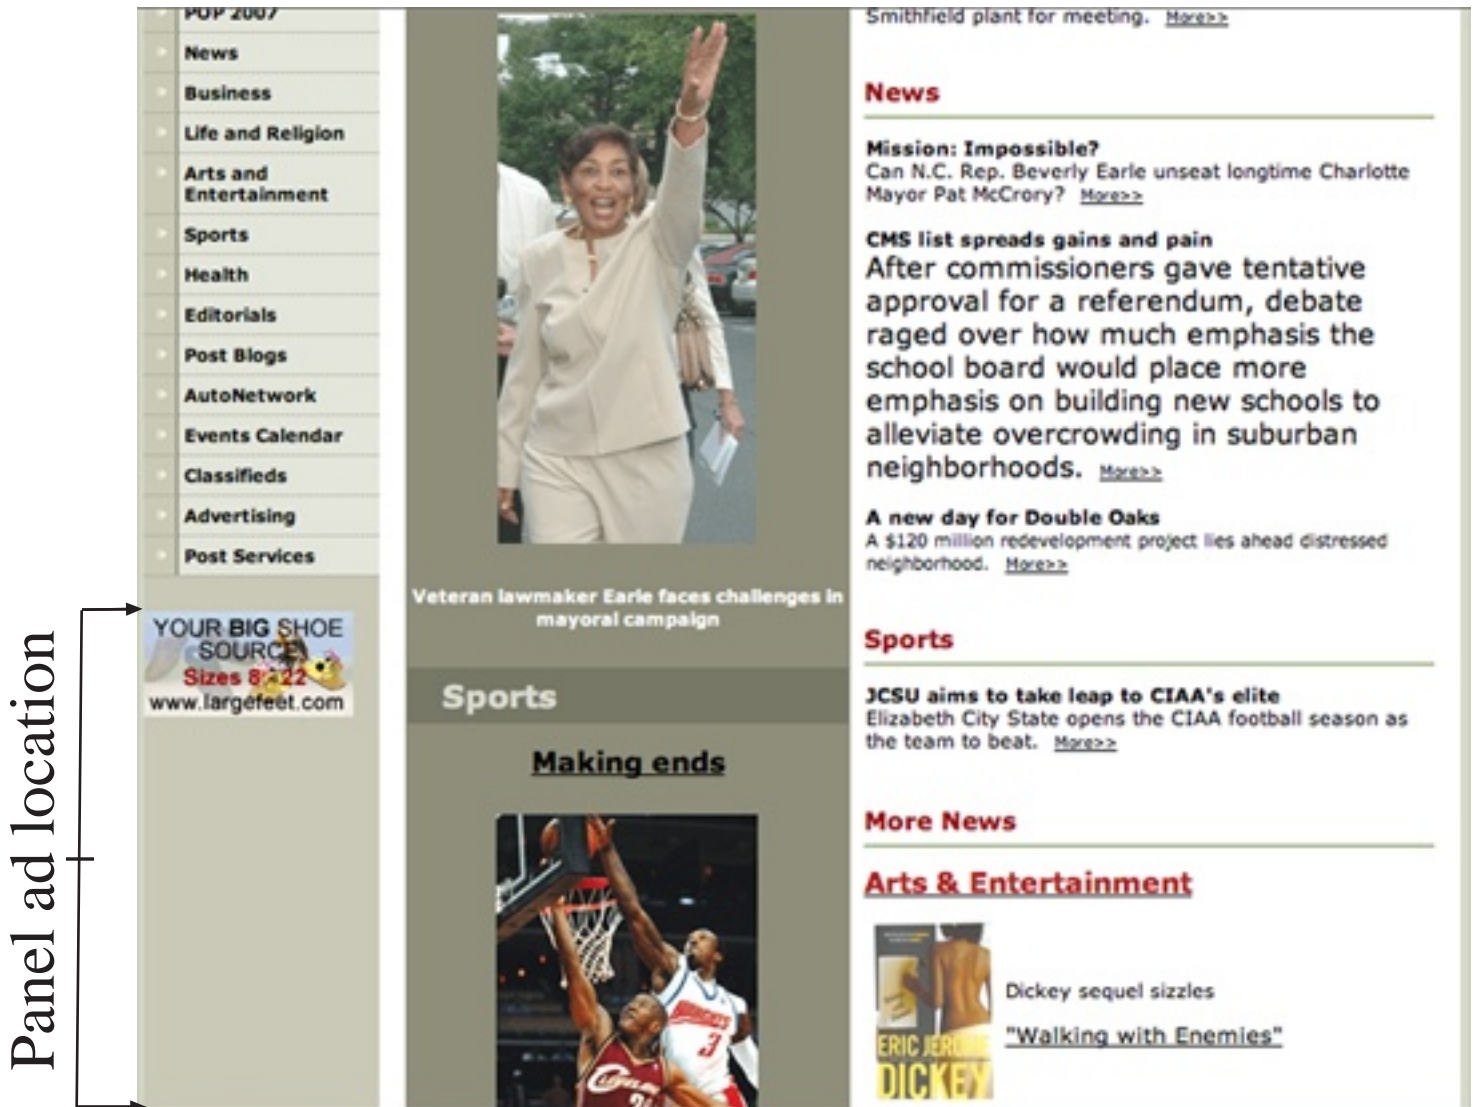 POP 2007
News
Business
Life and Religion
Arts and
Entertainment
Sports
Health
Editorials
Post Blogs
AutoNetwork
Events Calendar
Classifieds
Advertising
Post Services
Panel ad location
YOUR BIG SHOE
SOURCE
Sizes 8 - 22
www.largefeet.com
Veteran lawmaker Earle faces challenges in
mayoral campaign
Sports
Making ends
3
Smithfield plant for meeting. More>>
News
Mission: Impossible?
Can N.C. Rep. Beverly Earle unseat longtime Charlotte
Mayor Pat McCrory? More>>
CMS list spreads gains and pain
After commissioners gave tentative
approval for a referendum, debate
raged over how much emphasis the
school board would place more
emphasis on building new schools to
alleviate overcrowding in suburban
neighborhoods. More>>
A new day for Double Oaks
A $120 million redevelopment project lies ahead distressed
neighborhood. More>>
Sports
JCSU aims to take leap to CIAA's elite
Elizabeth City State opens the CIAA football season as
the team to beat. More>>
More News
Arts & Entertainment
ERIC JEROME
DICKEY
Dickey sequel sizzles
"Walking with Enemies"